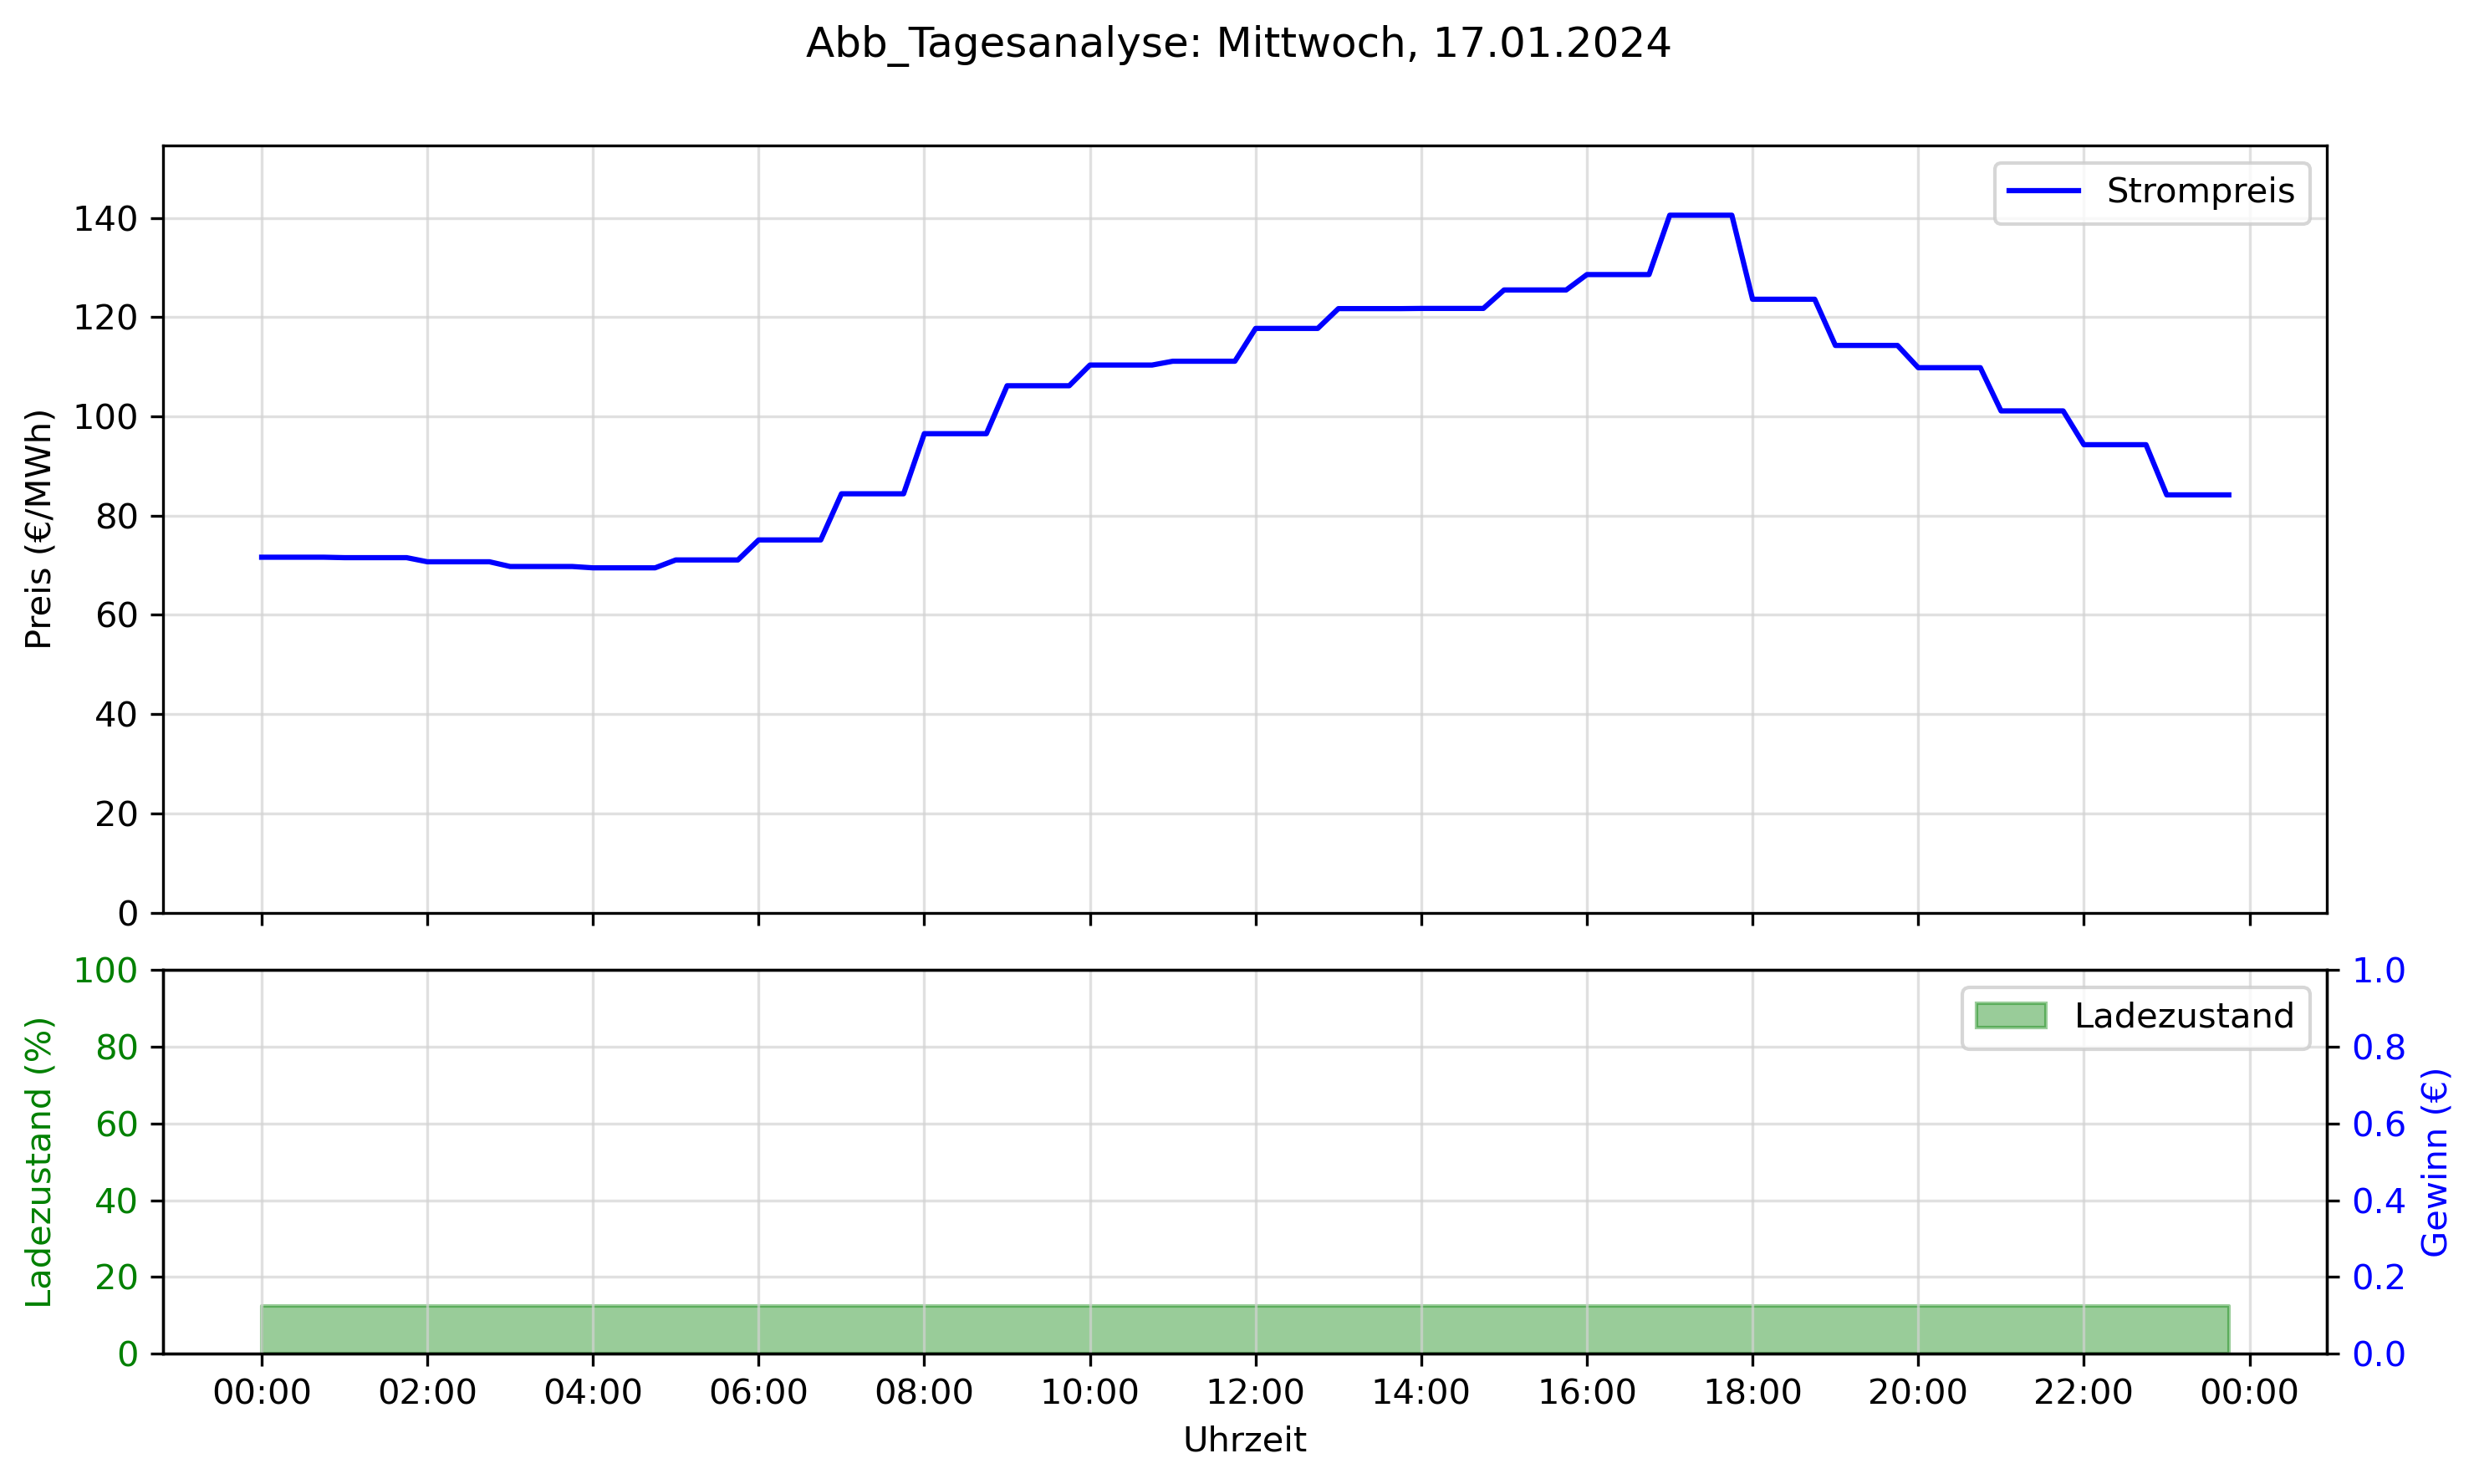 Abb_Tagesanalyse: Mittwoch, 17.01.2024
Preis (€/MWh)
140
120
100
80
60
40
20
0
Strompreis
Ladezustand (%)
100
80
60
40
20
0
Ladezustand
1.0
0.8
0.6
0.4
0.2
0.0
Gewinn (€)
00:00 02:00 04:00 06:00 08:00 10:00 12:00 14:00 16:00 18:00 20:00 22:00 00:00
Uhrzeit